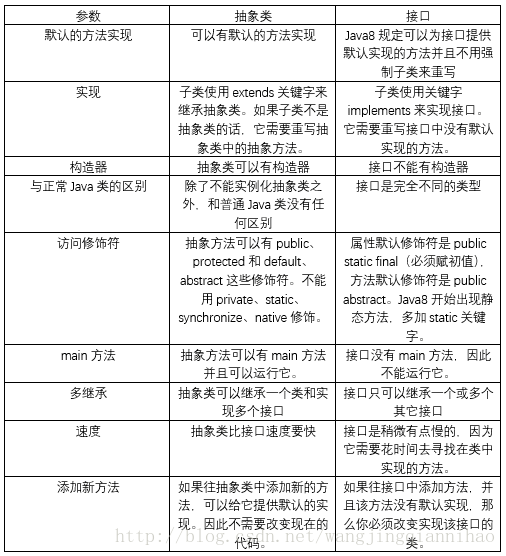 参数 抽象类 接口
默认的方法实现 可以有默认的方法实现 Java8 规定可以为接口提供
默认实现的方法并且不用强
制子类来重写
实现 子类使用 extends 关键字来 子类使用关键字
继承抽象类。如果子类不是 implements 来实现接口。
抽象类的话，它需要重写抽 它需要重写接口中没有默认
象类中的抽象方法。 实现的方法。
构造器 抽象类可以有构造器 接口不能有构造器
与正常 Java 类的区别 除了不能实例化抽象类之 接口是完全不同的类型
外，和普通 Java 类没有任
何区别
访问修饰符 抽象方法可以有 public、 属性默认修饰符是 public
protected 和 default、 static final（必须赋初值），
abstract 这些修饰符。不能 方法默认修饰符是 public
用 private、static、 abstract。Java8 开始出现静
synchronize、native 修饰。 态方法，多加 static 关键
字。
main 方法 抽象方法可以有 main 方法 接口没有 main 方法，因此
并且可以运行它。 不能运行它。
多继承 抽象类可以继承一个类和实 接口只可以继承一个或多个
现多个接口 其它接口
速度 抽象类比接口速度要快 接口是稍微有点慢的，因为
它需要花时间去寻找在类中
实现的方法。
添加新方法 如果往抽象类中添加新的方 如果往接口中添加方法，并
法，可以给它提供默认的 且该方法没有默认实现，那
实现。因此不需要改变现在的 么你必须改变实现该接口的
代码。 类。
http://blog.csdn.net/wangjingqiannihao